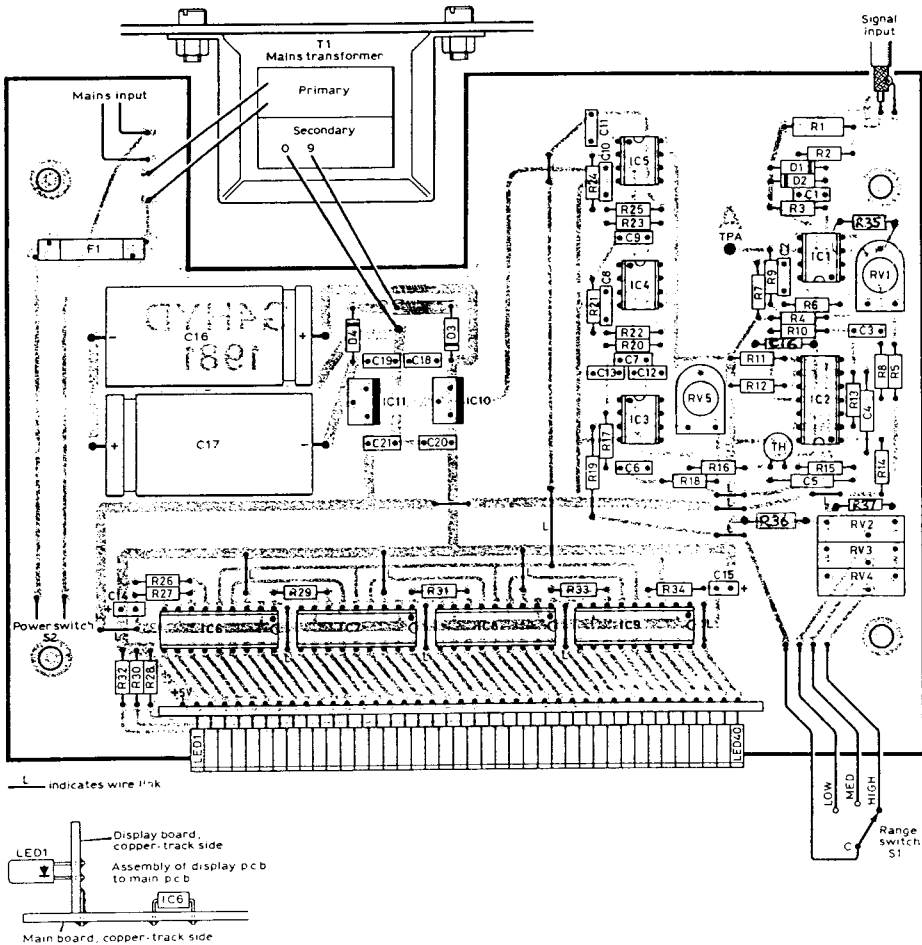 Signal
input
T1
Mains transformer
Mains input
Primary
Secondary
0 9
F1
C16
1981
C17
C11
C10
IC5
R24
R25
R23
C9
C8
IC4
R21
R22
R20
C7
C13
C12
IC3
R17
R19
C6
R18
R16
RV5
R1
R2
D1
D2
C1
R3
R35
TPA
IC1
RV1
C2
R9
R7
R6
R4
R10
C3
R11
R12
IC2
R13
C4
R8
R5
TH
R15
C5
R14
R37
R36
RV2
RV3
RV4
D4
D3
C19
C18
IC11
IC10
C21
C20
L
R26
R27
R29
R31
R33
R34
C15
+
IC6
IC7
IC8
IC9
Power switch
S2
R32
R30
R28
+5V
LED1
LED40
L indicates wire link
LOW
MED
HIGH
C
Range
switch
S1
Display board,
copper-track side
LED1
Assembly of display pcb
to main pcb
IC6
Main board, copper-track side